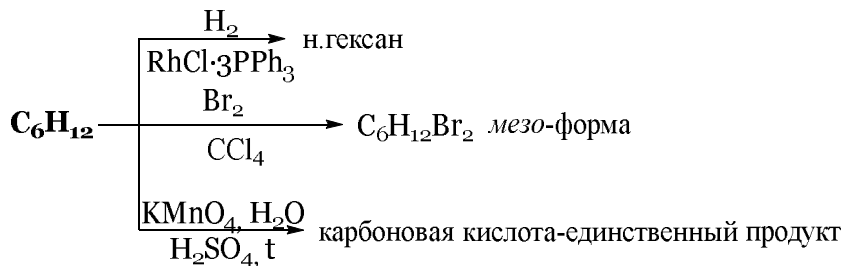 H₂
н.гексан
RhCl·3PPh₃
Br₂
C₆H₁₂
C₆H₁₂Br₂ мезо-форма
CCl₄
KMnO₄, H₂O
карбоновая кислота-единственный продукт
H₂SO₄, t